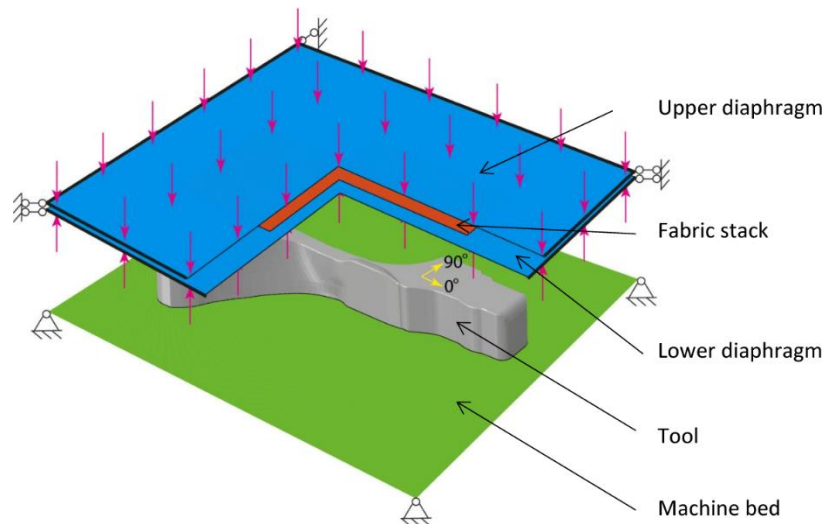 Upper diaphragm
Fabric stack
90°
0°
Lower diaphragm
Tool
Machine bed